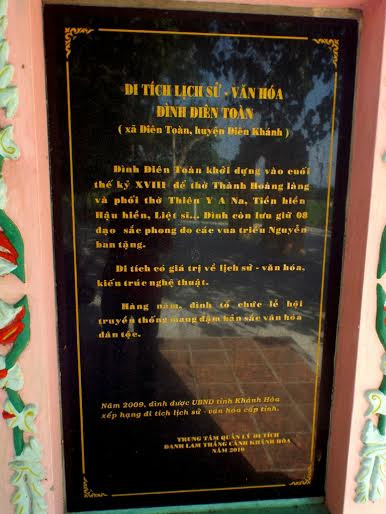 DI TÍCH LỊCH SỬ - VĂN HÓA
ĐÌNH ĐIỀN TOÀN
( xã Diên Toàn, huyện Diên Khánh )
Đình Diên Toàn khởi dựng vào cuối
thế kỷ XVIII để thờ Thành Hoàng làng
và phối thờ Thiên Y A Na, Tiền hiền
Hậu hiền, Liệt sĩ... Đình còn lưu giữ 08
đạo sắc phong do các vua triều Nguyễn
ban tặng.
Di tích có giá trị về lịch sử - văn hóa,
kiến trúc nghệ thuật.
Hàng năm, đình tổ chức lễ hội
truyền thống mang đậm bản sắc văn hóa
dân tộc.
Năm 2009, đình được UBND tỉnh Khánh Hòa
xếp hạng di tích lịch sử - văn hóa cấp tỉnh.
TRUNG TÂM QUẢN LÝ DI TÍCH
DANH LAM THẮNG CẢNH KHÁNH HÒA
NĂM 2010